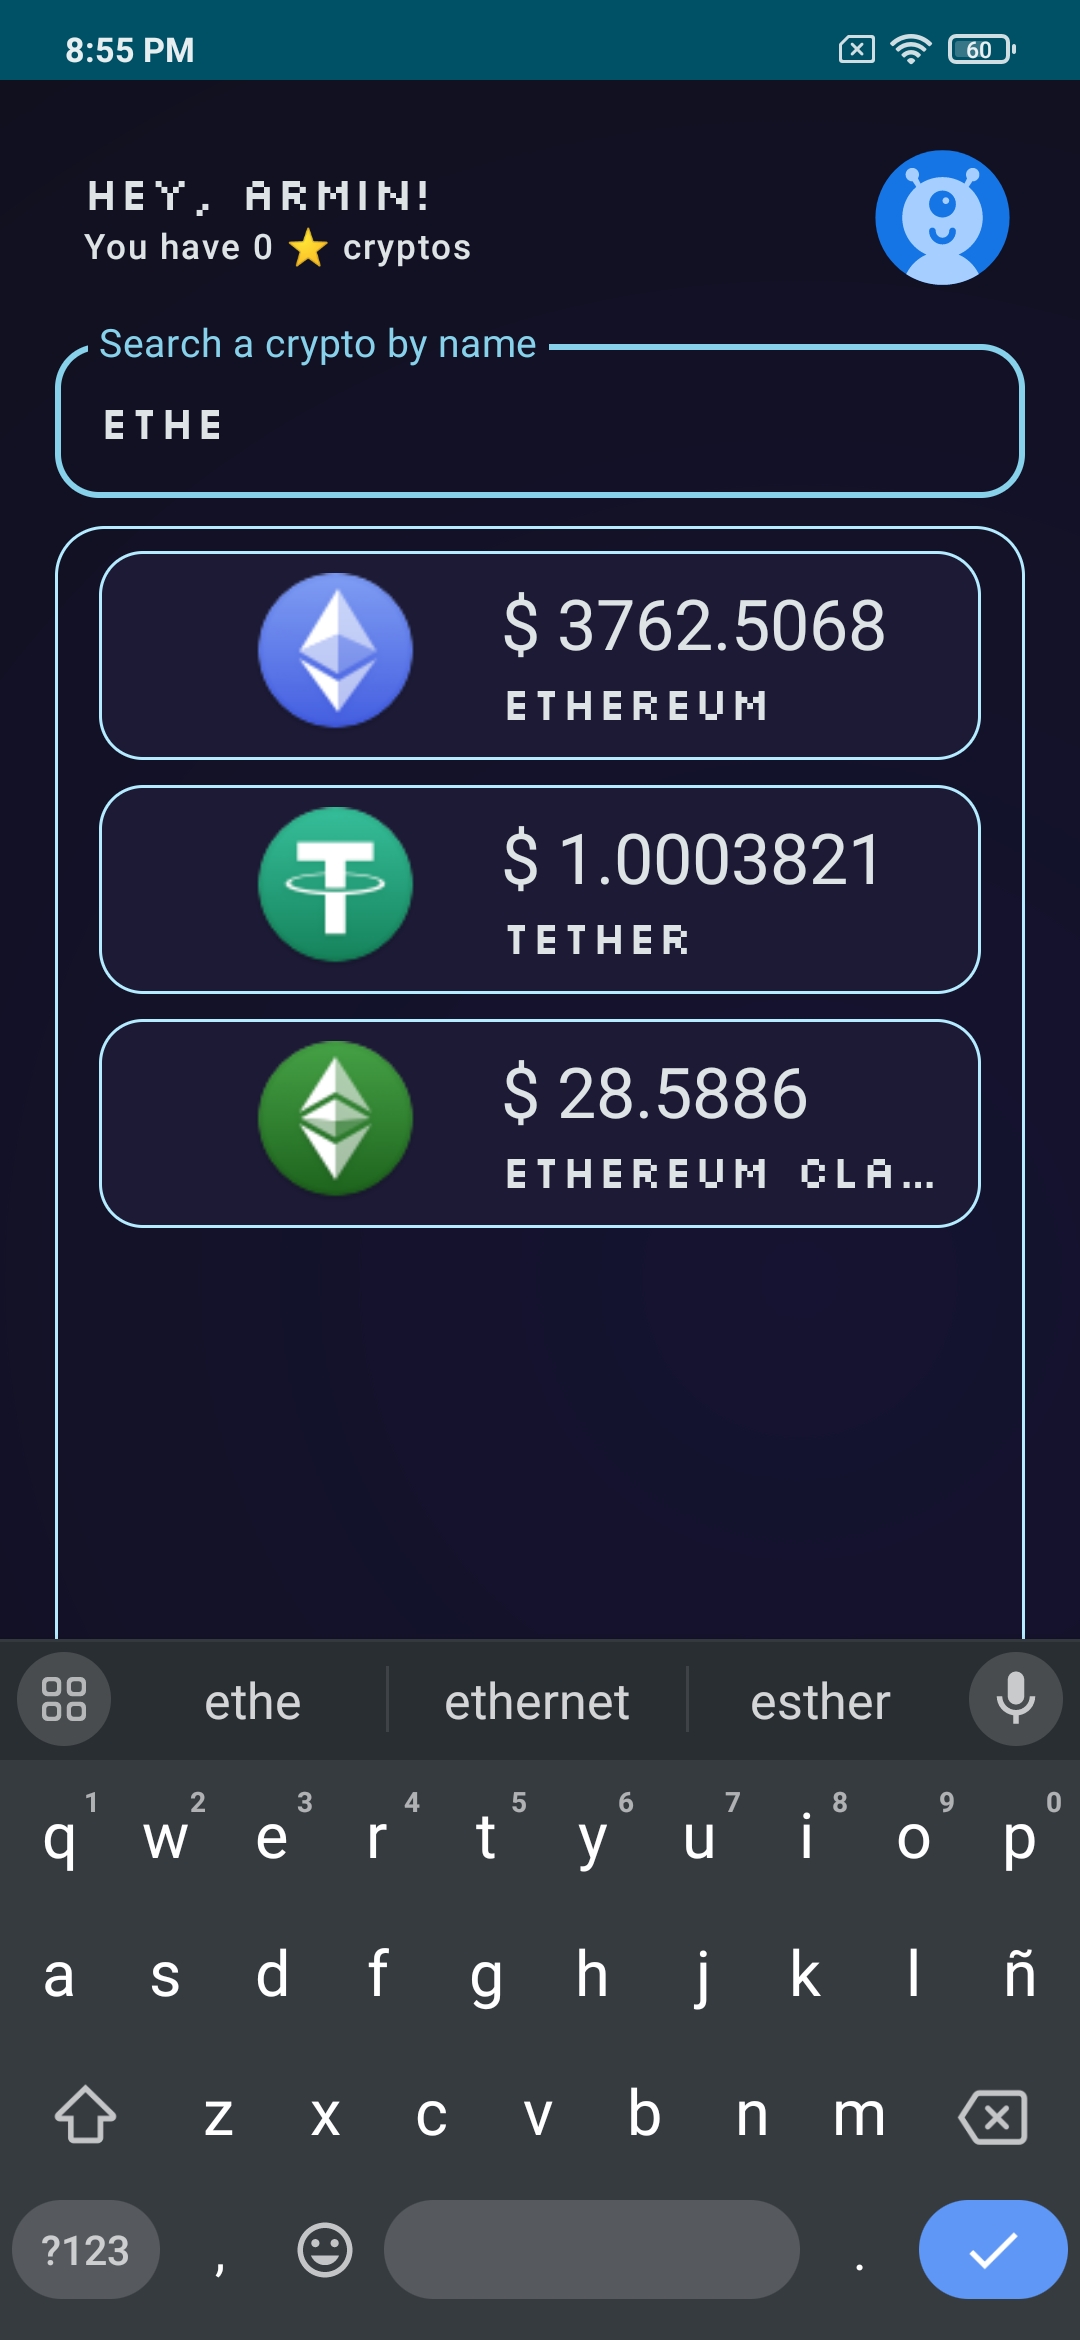 8:55 PM
60
HEY, ARMIN!
You have 0 ⭐ cryptos
Search a crypto by name
ETHE
$ 3762.5068
ETHEREUM
$ 1.0003821
TETHER
$ 28.5886
ETHEREUM CLA...
ethe ethernet esther
1 2 3 4 5 6 7 8 9 0
q w e r t y u i o p
a s d f g h j k l ñ
z x c v b n m
?123 , .